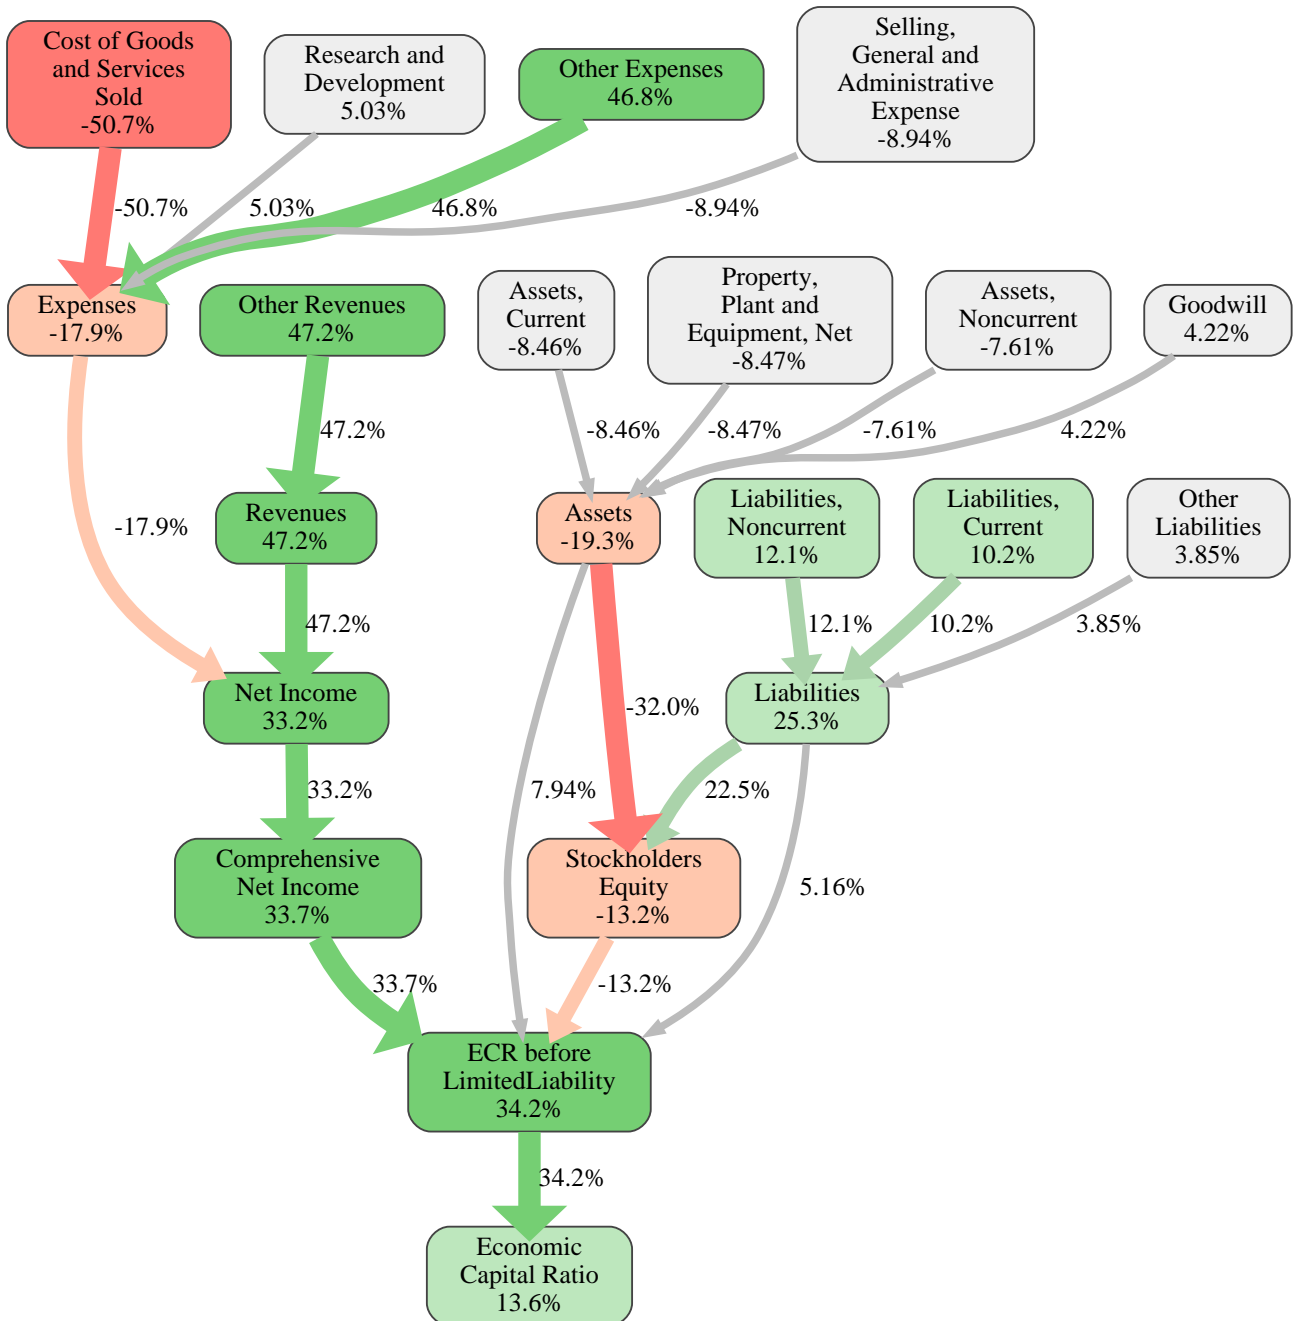 Cost of Goods
and Services
Sold
-50.7%
Research and
Development
5.03%
Other Expenses
46.8%
Selling,
General and
Administrative
Expense
-8.94%
-50.7%
5.03%
46.8%
-8.94%
Expenses
-17.9%
Other Revenues
47.2%
Assets,
Current
-8.46%
Property,
Plant and
Equipment, Net
-8.47%
Assets,
Noncurrent
-7.61%
Goodwill
4.22%
47.2%
-8.46%
-8.47%
-7.61%
4.22%
-17.9%
Revenues
47.2%
Assets
-19.3%
Liabilities,
Noncurrent
12.1%
Liabilities,
Current
10.2%
Other
Liabilities
3.85%
47.2%
12.1%
10.2%
3.85%
Net Income
33.2%
-32.0%
Liabilities
25.3%
33.2%
7.94%
22.5%
Comprehensive
Net Income
33.7%
Stockholders
Equity
-13.2%
5.16%
33.7%
-13.2%
ECR before
LimitedLiability
34.2%
34.2%
Economic
Capital Ratio
13.6%